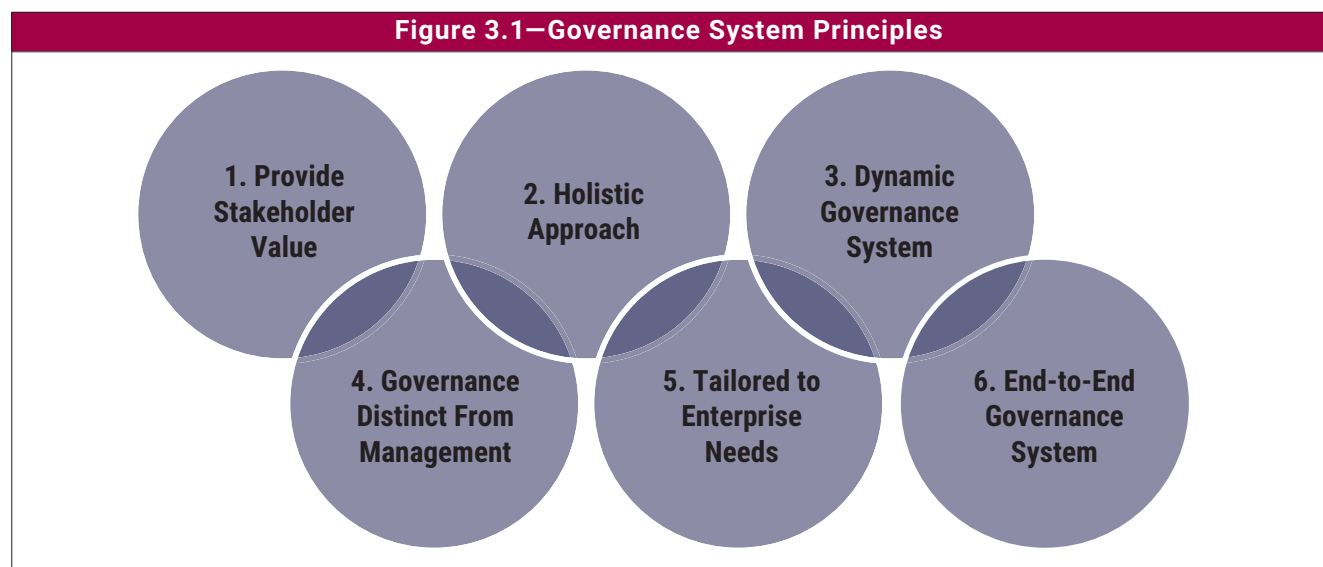 Figure 3.1—Governance System Principles
1. Provide
Stakeholder
Value
2. Holistic
Approach
3. Dynamic
Governance
System
4. Governance
Distinct From
Management
5. Tailored to
Enterprise
Needs
6. End-to-End
Governance
System